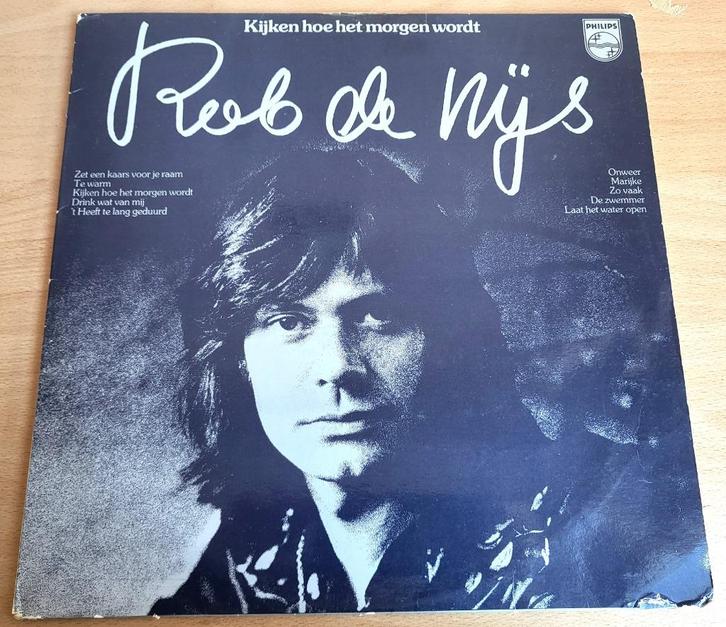 Kijken hoe het morgen wordt
PHILIPS
Rob de Nijs
Zet een kaars voor je raam
Te warm
Kijken hoe het morgen wordt
Drink wat van mij
't Heeft te lang geduurd
Onweer
Marijke
Zo vaak
De zwemmer
Laat het water open